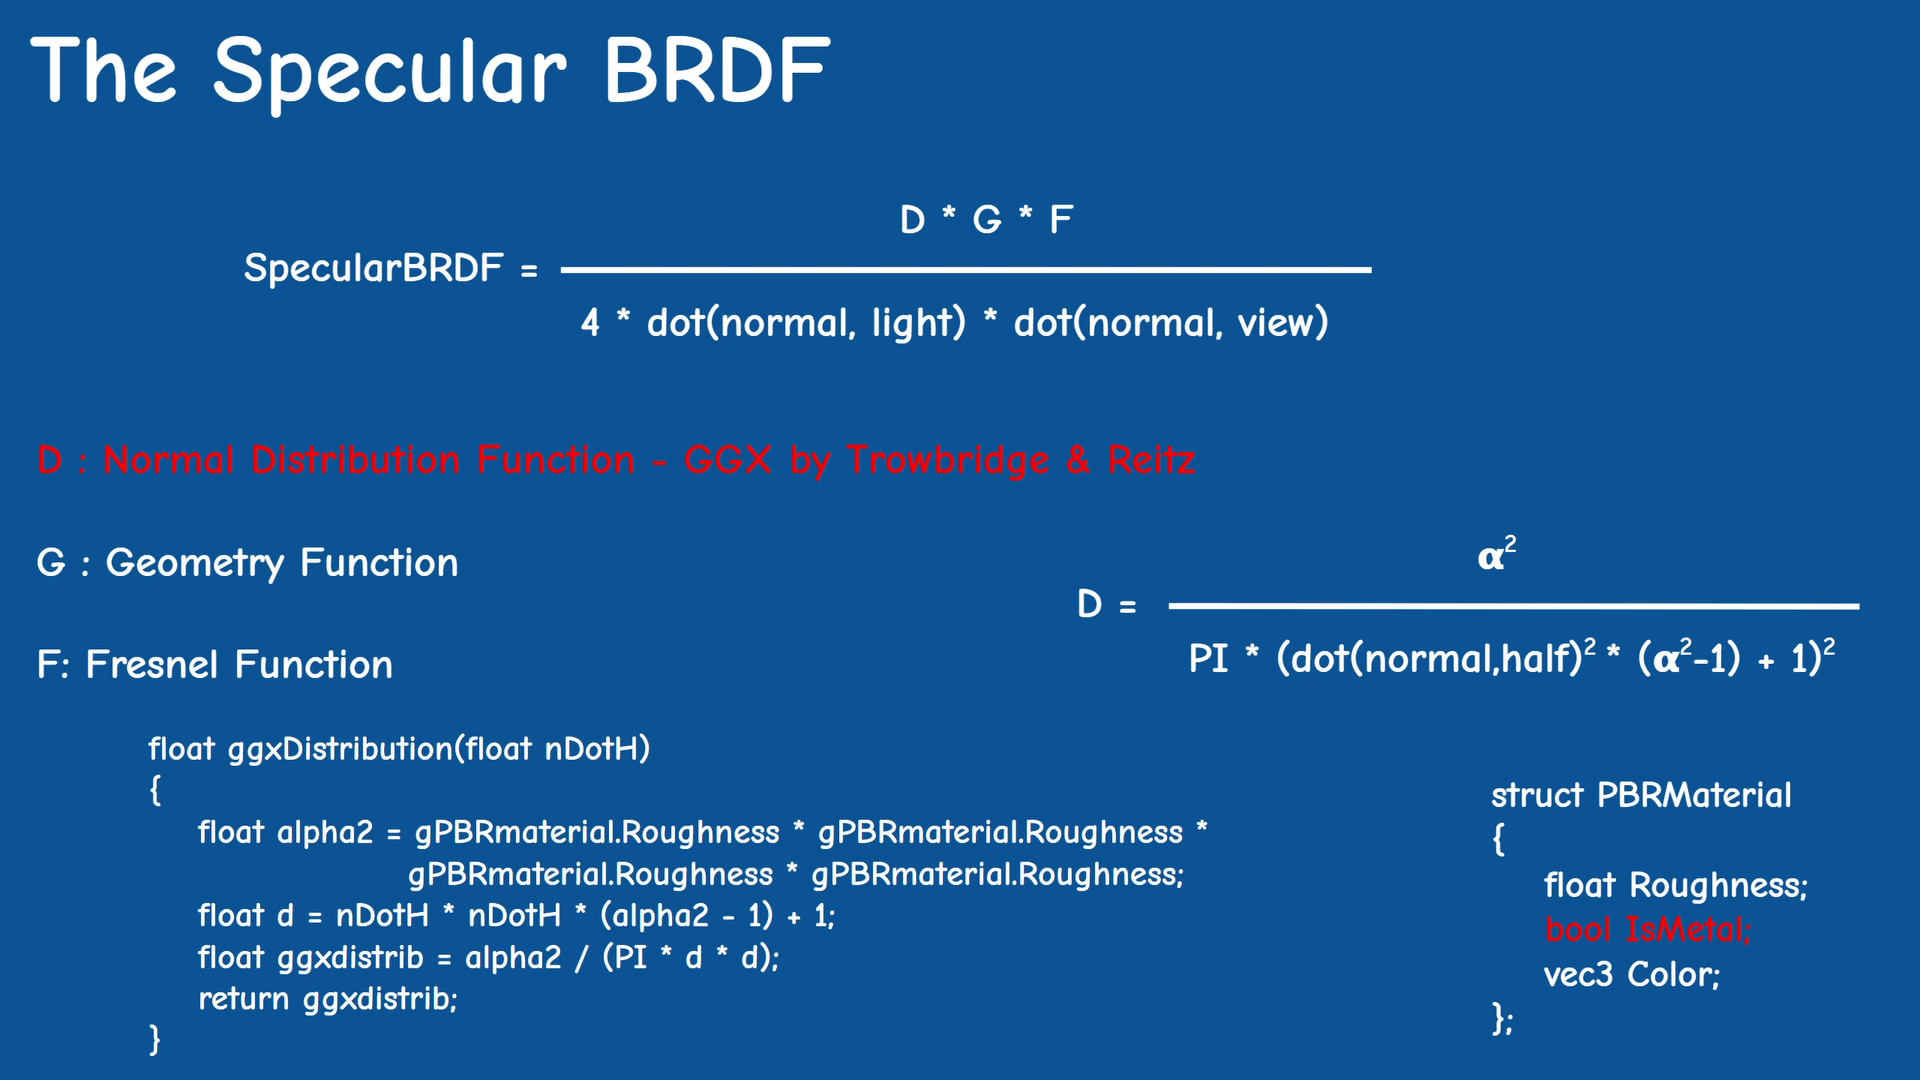 The Specular BRDF
D * G * F
SpecularBRDF =
4 * dot(normal, light) * dot(normal, view)
D : Normal Distribution Function - GGX by Trowbridge & Reitz
G : Geometry Function
F: Fresnel Function
α²
D =
PI * (dot(normal,half)² * (α²-1) + 1)²
float ggxDistribution(float nDotH)
{
float alpha2 = gPBRmaterial.Roughness * gPBRmaterial.Roughness *
gPBRmaterial.Roughness * gPBRmaterial.Roughness;
float d = nDotH * nDotH * (alpha2 - 1) + 1;
float ggxdistrib = alpha2 / (PI * d * d);
return ggxdistrib;
}
struct PBRMaterial
{
float Roughness;
bool IsMetal;
vec3 Color;
};